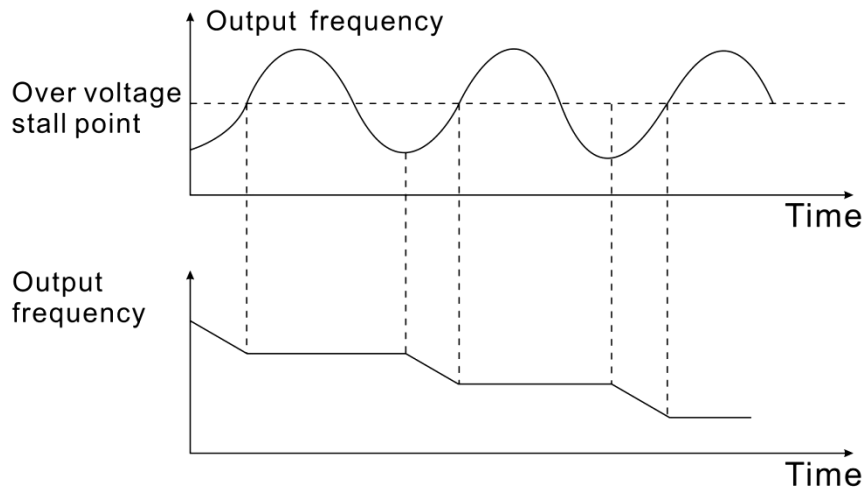 Output frequency
Over voltage
stall point
Time
Output
frequency
Time